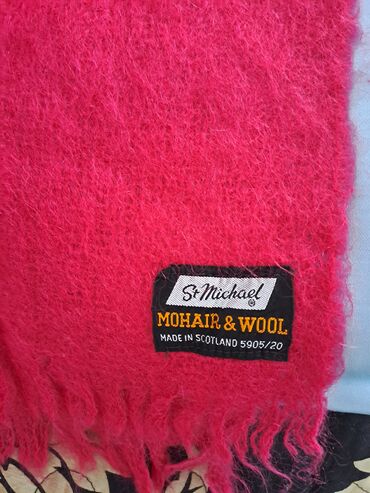 St Michael
®
MOHAIR & WOOL
MADE IN SCOTLAND 5905/20